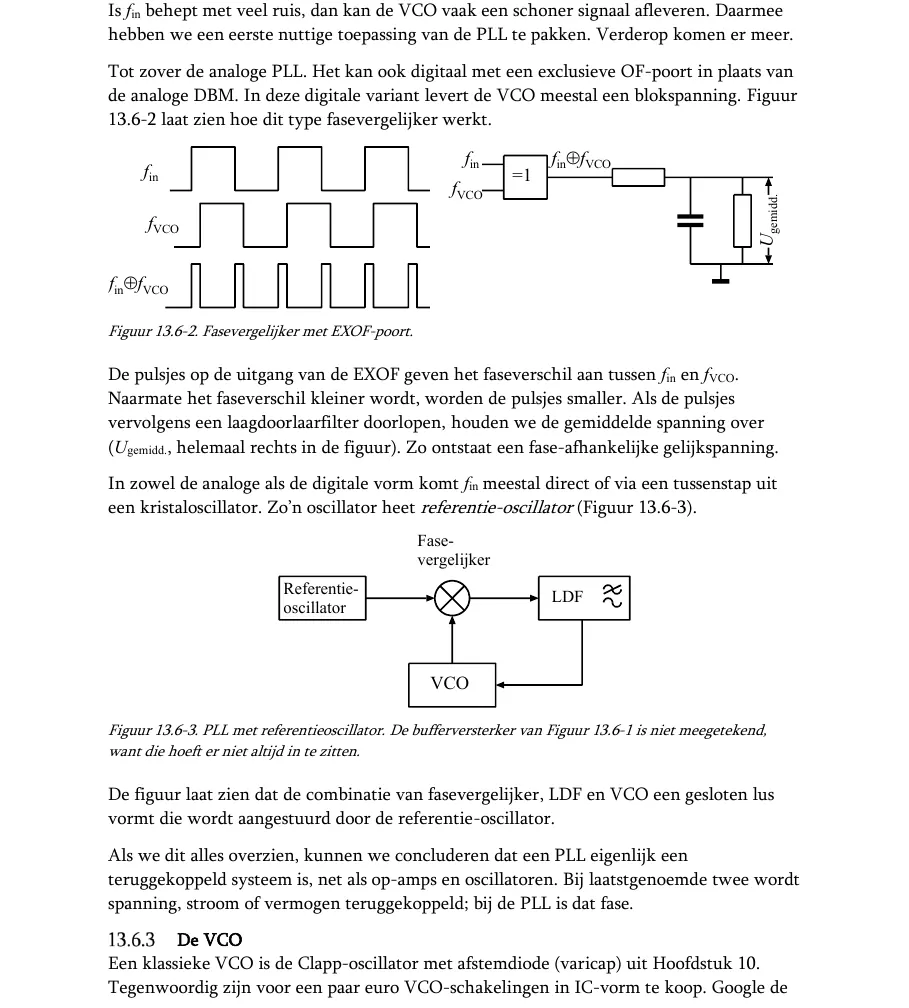 Is fin behept met veel ruis, dan kan de VCO vaak een schoner signaal afleveren. Daarmee
hebben we een eerste nuttige toepassing van de PLL te pakken. Verderop komen er meer.
Tot zover de analoge PLL. Het kan ook digitaal met een exclusieve OF-poort in plaats van
de analoge DBM. In deze digitale variant levert de VCO meestal een blokspanning. Figuur
13.6-2 laat zien hoe dit type fasevergelijker werkt.
fin
fVCO
fin⊕fVCO
fin
fVCO
=1
fin⊕fVCO
Ugemidd.
Figuur 13.6-2. Fasevergelijker met EXOF-poort.
De pulsjes op de uitgang van de EXOF geven het faseverschil aan tussen fin en fVCO.
Naarmate het faseverschil kleiner wordt, worden de pulsjes smaller. Als de pulsjes
vervolgens een laagdoorlaarfilter doorlopen, houden we de gemiddelde spanning over
(Ugemidd., helemaal rechts in de figuur). Zo ontstaat een fase-afhankelijke gelijkspanning.
In zowel de analoge als de digitale vorm komt fin meestal direct of via een tussenstap uit
een kristaloscillator. Zo'n oscillator heet referentie-oscillator (Figuur 13.6-3).
Fase-
vergelijker
Referentie-
oscillator
LDF
VCO
Figuur 13.6-3. PLL met referentieoscillator. De bufferversterker van Figuur 13.6-1 is niet meegetekend,
want die hoeft er niet altijd in te zitten.
De figuur laat zien dat de combinatie van fasevergelijker, LDF en VCO een gesloten lus
vormt die wordt aangestuurd door de referentie-oscillator.
Als we dit alles overzien, kunnen we concluderen dat een PLL eigenlijk een
teruggekoppeld systeem is, net als op-amps en oscillatoren. Bij laatstgenoemde twee wordt
spanning, stroom of vermogen teruggekoppeld; bij de PLL is dat fase.
13.6.3 De VCO
Een klassieke VCO is de Clapp-oscillator met afstemdiode (varicap) uit Hoofdstuk 10.
Tegenwoordig zijn voor een paar euro VCO-schakelingen in IC-vorm te koop. Google de